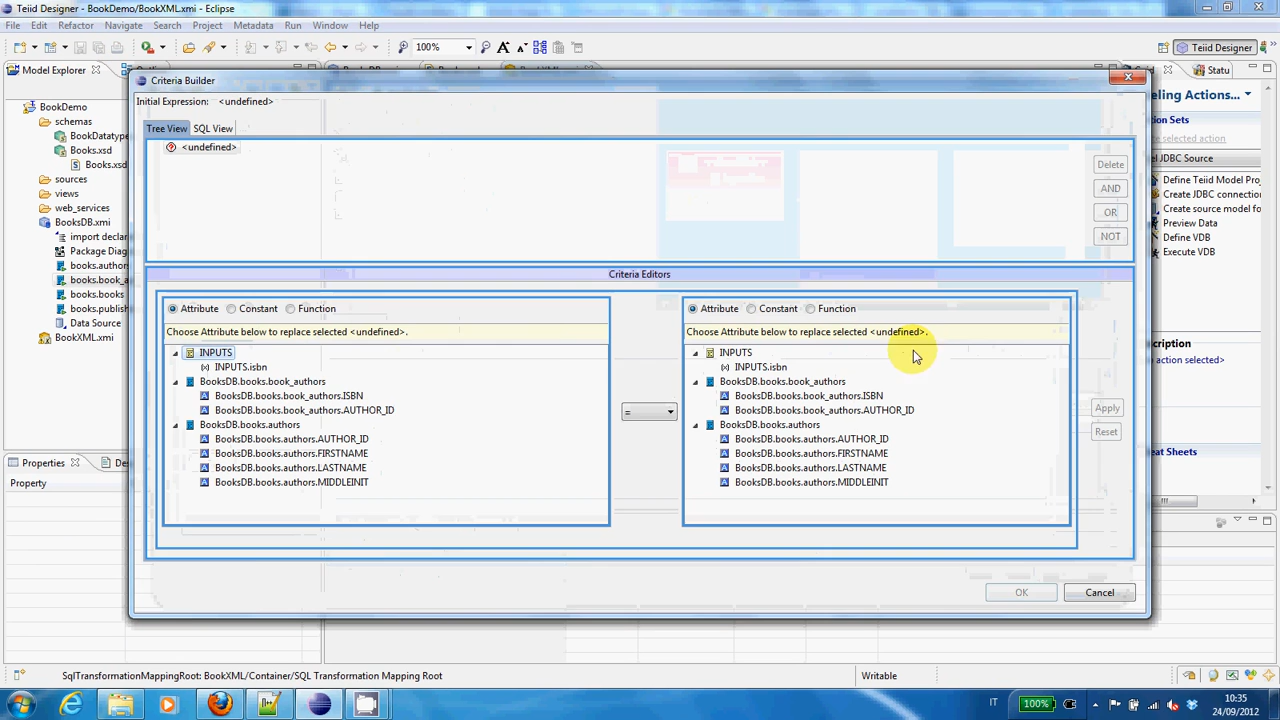 Teiid Designer - BookDemo/BookXML.xmi - Eclipse
File Edit Refactor Navigate Search Project Metadata Run Window Help
100%
Teiid Designer
Model Explorer
Statu
Criteria Builder
Initial Expression: <undefined>
Tree View SQL View
<undefined>
Delete
AND
OR
NOT
Criteria Editors
Attribute Constant Function
Choose Attribute below to replace selected <undefined>.
INPUTS
INPUTS.isbn
BooksDB.books.book_authors
BooksDB.books.book_authors.ISBN
BooksDB.books.book_authors.AUTHOR_ID
BooksDB.books.authors
BooksDB.books.authors.AUTHOR_ID
BooksDB.books.authors.FIRSTNAME
BooksDB.books.authors.LASTNAME
BooksDB.books.authors.MIDDLEINIT
=
Attribute Constant Function
Choose Attribute below to replace selected <undefined>.
INPUTS
INPUTS.isbn
BooksDB.books.book_authors
BooksDB.books.book_authors.ISBN
BooksDB.books.book_authors.AUTHOR_ID
BooksDB.books.authors
BooksDB.books.authors.AUTHOR_ID
BooksDB.books.authors.FIRSTNAME
BooksDB.books.authors.LASTNAME
BooksDB.books.authors.MIDDLEINIT
Apply
Reset
OK
Cancel
BookDemo
schemas
BookDatatype
Books.xsd
Books.xsd
sources
views
web_services
BooksDB.xmi
import declara
Package Diag
books.author
books.book_a
books.books
books.publish
Data Source
BookXML.xmi
Properties
Property
eling Actions...
tion Sets
te selected action
el JDBC Source
Define Teiid Model Pro
Create JDBC connectio
Create source model fo
Preview Data
Define VDB
Execute VDB
scription
action selected>
eat Sheets
SqlTransformationMappingRoot: BookXML/Container/SQL Transformation Mapping Root
Writable
IT
100%
10:35
24/09/2012